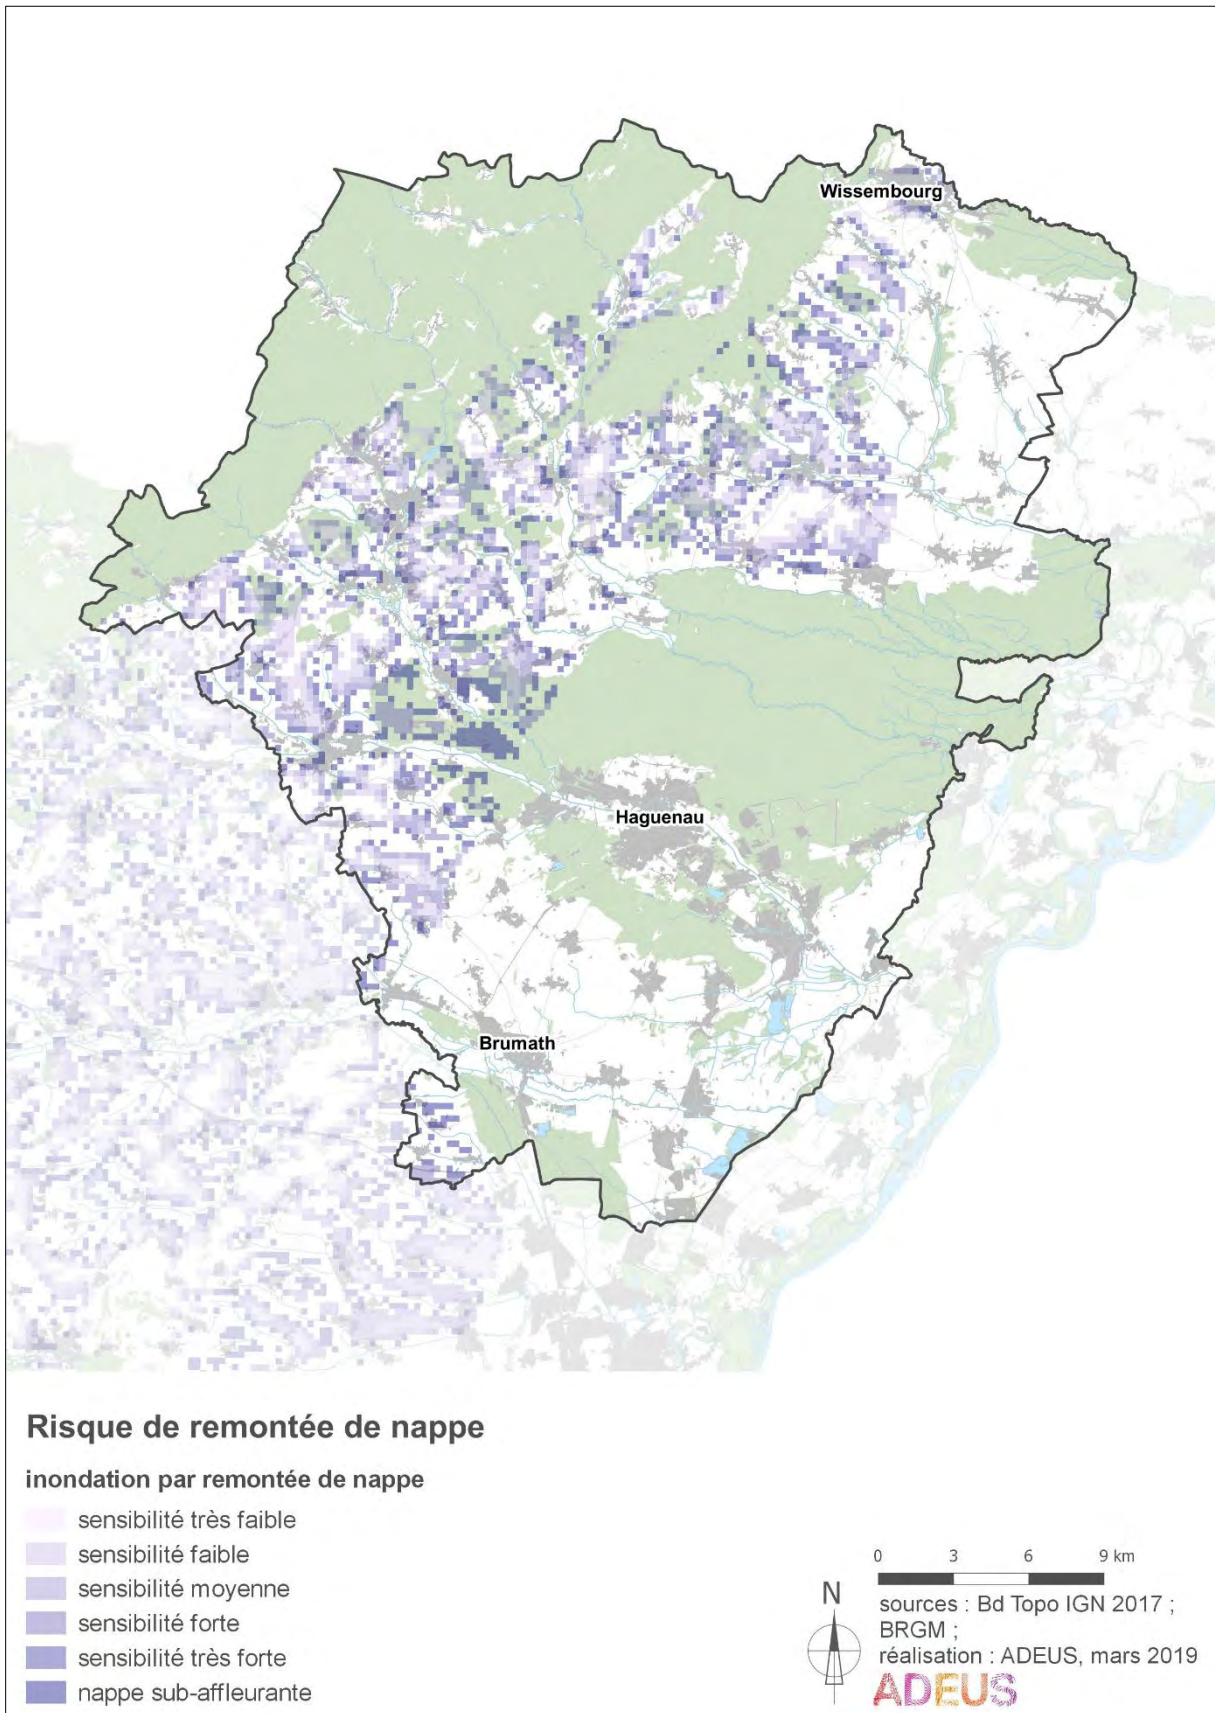 Wissembourg
Haguenau
Brumath
Risque de remontée de nappe
inondation par remontée de nappe
sensibilité très faible
sensibilité faible
sensibilité moyenne
sensibilité forte
sensibilité très forte
nappe sub-affleurante
0 3 6 9 km
N
sources : Bd Topo IGN 2017 ;
BRGM ;
réalisation : ADEUS, mars 2019
ADEUS